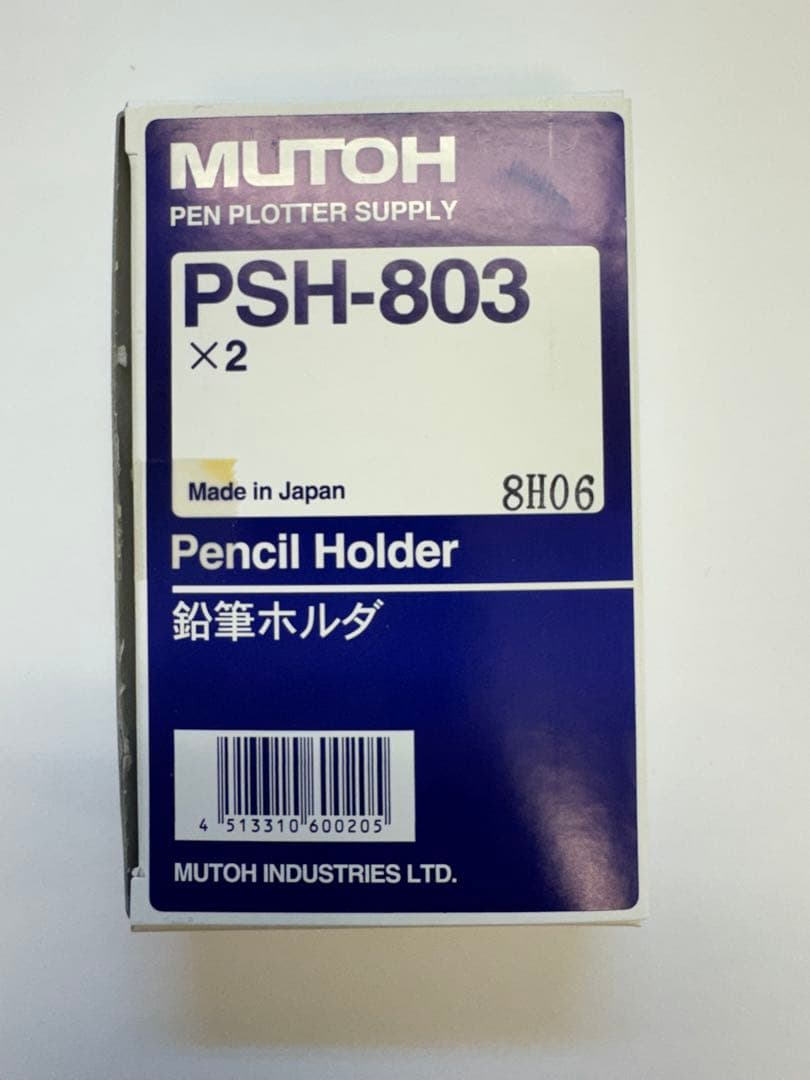 MUTOH
PEN PLOTTER SUPPLY
PSH-803
×2
Made in Japan 8H06
Pencil Holder
鉛筆ホルダ
4 513310 600205
MUTOH INDUSTRIES LTD.